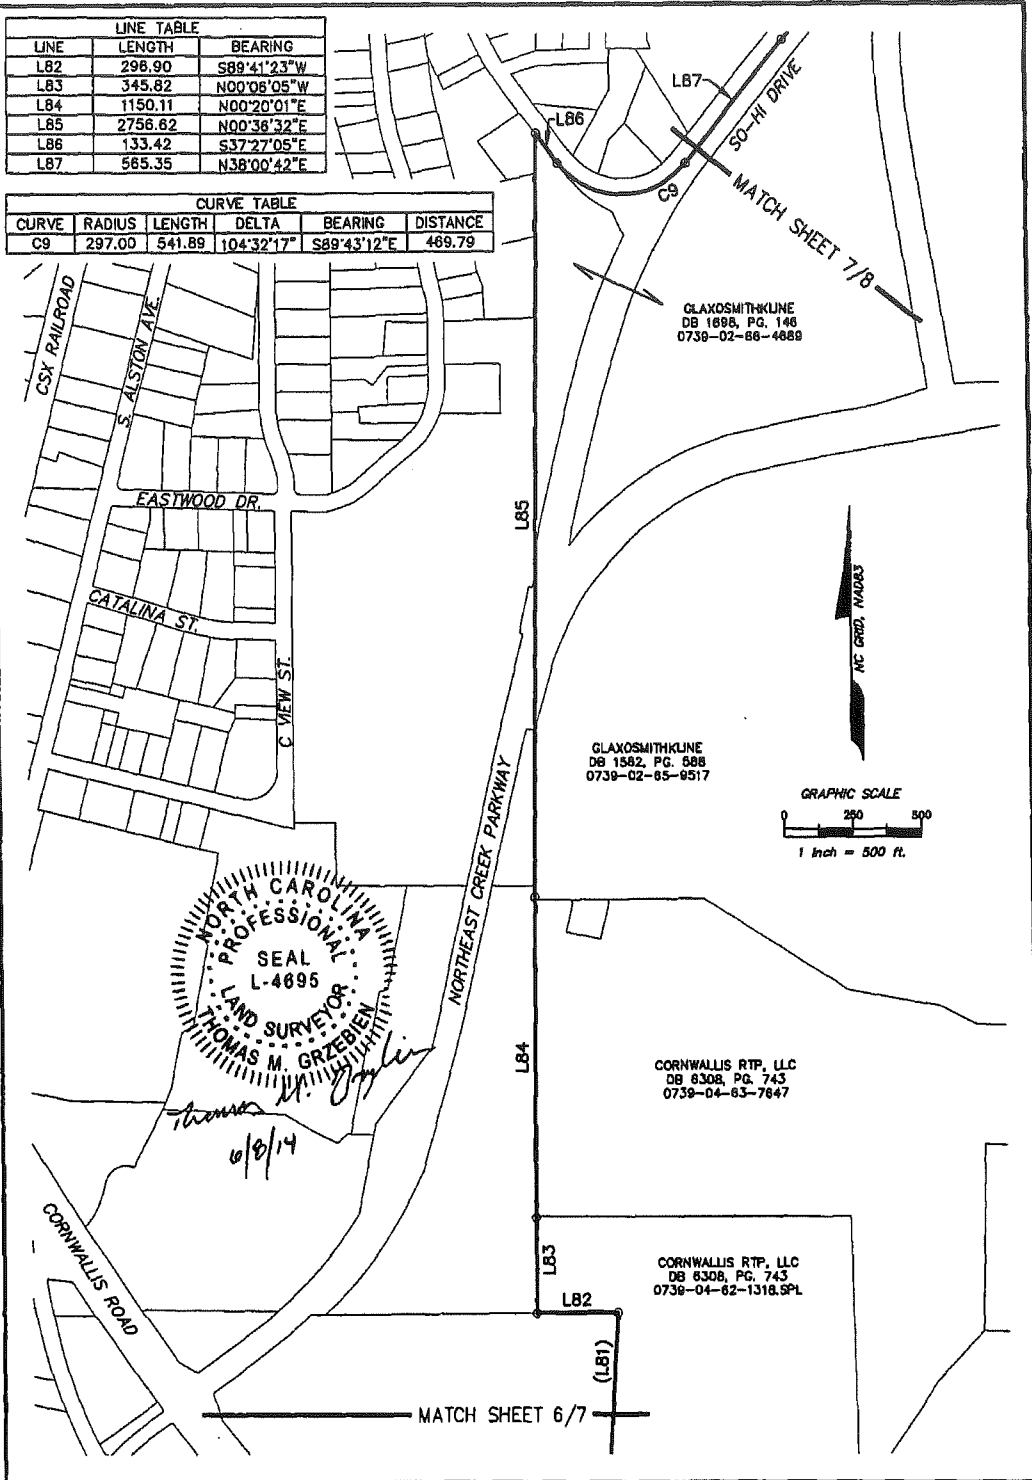 LINE TABLE
LINE LENGTH BEARING
L82 296.90 S89°41'23"W
L83 345.82 N00°06'05"W
L84 1150.11 N00°20'01"E
L85 2756.62 N00°36'32"E
L86 133.42 S37°27'05"E
L87 565.35 N38°00'42"E
CURVE TABLE
CURVE RADIUS LENGTH DELTA BEARING DISTANCE
C9 297.00 541.89 104°32'17" S89°43'12"E 469.79
L87
L86
SO-HI DRIVE
C9
MATCH SHEET 7/8
CSX RAILROAD
S. ALSTON AVE.
GLAXOSMITHKLINE
DB 1698, PG. 146
0739-02-66-4689
EASTWOOD DR.
L85
CATALINA ST.
C VIEW ST.
NC GRID, NAD83
GLAXOSMITHKLINE
DB 1582, PG. 588
0739-02-65-9517
GRAPHIC SCALE
0 250 500
1 inch = 500 ft.
NORTHEAST CREEK PARKWAY
NORTH CAROLINA
PROFESSIONAL
SEAL
L-4695
LAND SURVEYOR
THOMAS M. GRZEBIEN
Thomas M. Grzebien
6/8/14
L84
CORNWALLIS RTP, LLC
DB 6308, PG. 743
0739-04-63-7647
CORNWALLIS ROAD
L83
L82
CORNWALLIS RTP, LLC
DB 6308, PG. 743
0739-04-62-1318.SPL
(L81)
MATCH SHEET 6/7